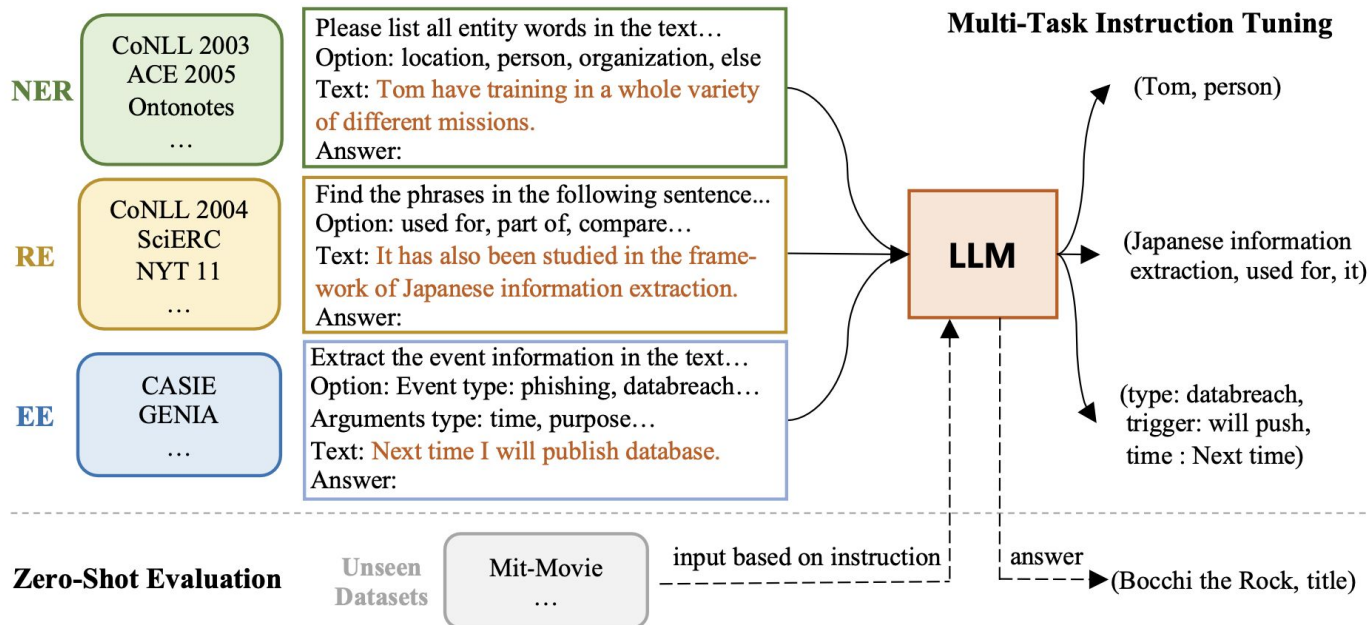 Multi-Task Instruction Tuning
NER
CoNLL 2003
ACE 2005
Ontonotes
…
Please list all entity words in the text…
Option: location, person, organization, else
Text: Tom have training in a whole variety
of different missions.
Answer:
(Tom, person)
RE
CoNLL 2004
SciERC
NYT 11
…
Find the phrases in the following sentence...
Option: used for, part of, compare…
Text: It has also been studied in the frame-
work of Japanese information extraction.
Answer:
LLM
(Japanese information
extraction, used for, it)
EE
CASIE
GENIA
…
Extract the event information in the text…
Option: Event type: phishing, databreach…
Arguments type: time, purpose…
Text: Next time I will publish database.
Answer:
(type: databreach,
trigger: will push,
time : Next time)
Zero-Shot Evaluation
Unseen
Datasets
Mit-Movie
…
input based on instruction
answer
(Bocchi the Rock, title)